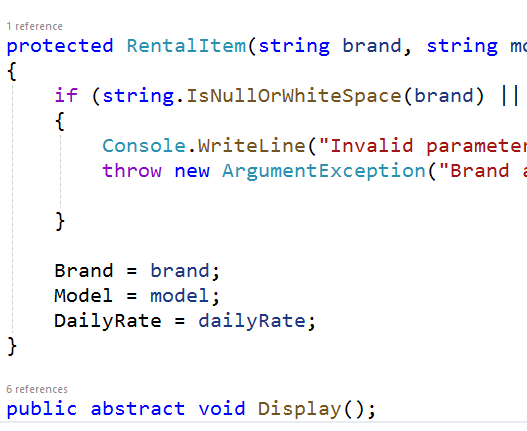 1 reference
protected RentalItem(string brand, string
{
if (string.IsNullOrWhiteSpace(brand) ||
{
Console.WriteLine("Invalid parameter
throw new ArgumentException("Brand
}
Brand = brand;
Model = model;
DailyRate = dailyRate;
}
6 references
public abstract void Display();